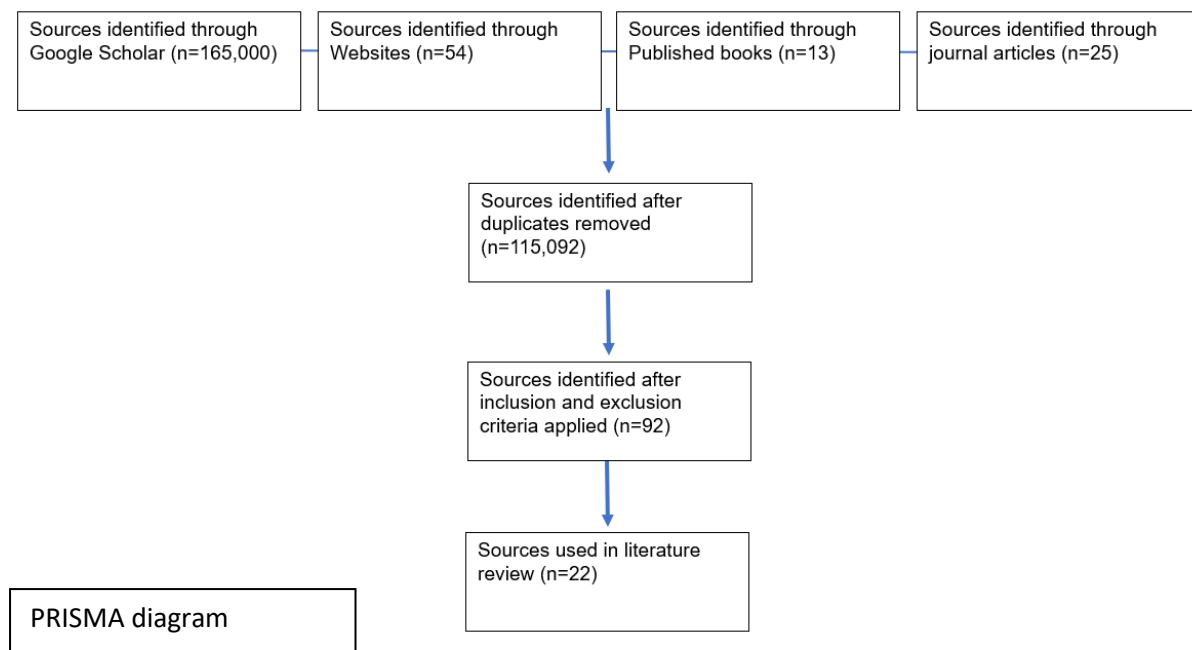 Sources identified through
Google Scholar (n=165,000)
Sources identified through
Websites (n=54)
Sources identified through
Published books (n=13)
Sources identified through
journal articles (n=25)
Sources identified after
duplicates removed
(n=115,092)
Sources identified after
inclusion and exclusion
criteria applied (n=92)
Sources used in literature
review (n=22)
PRISMA diagram